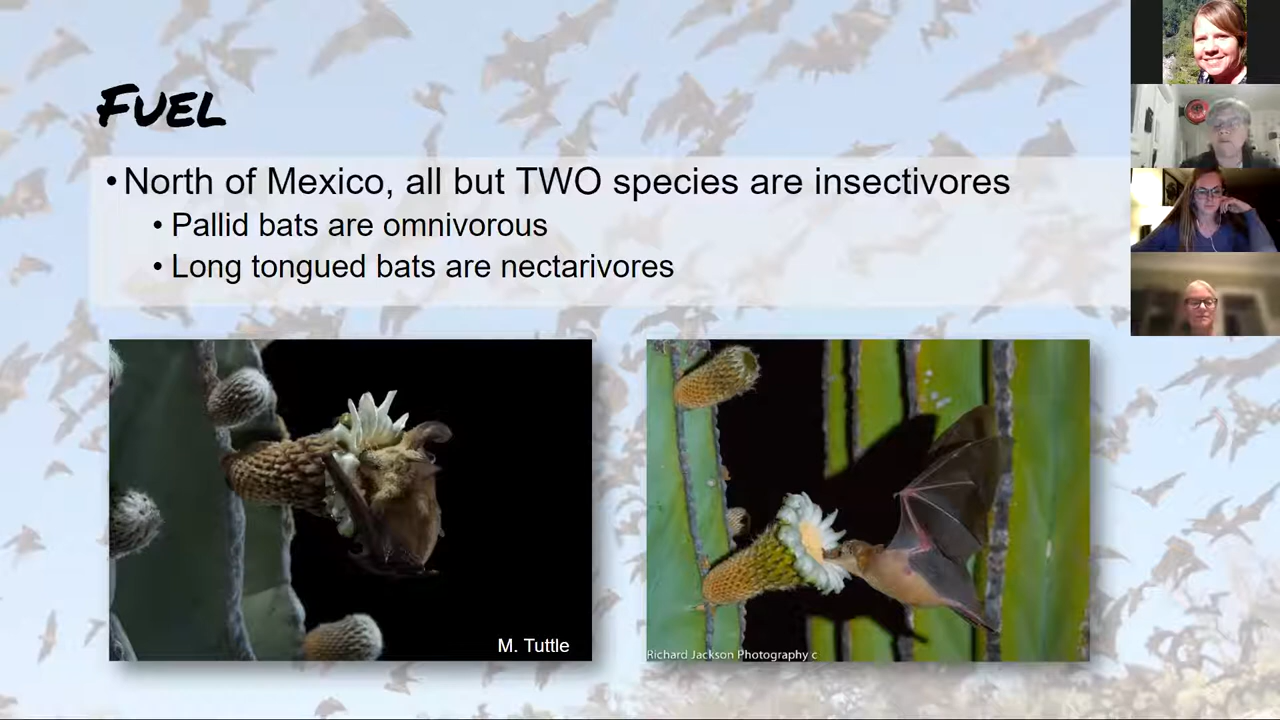 FUEL
• North of Mexico, all but TWO species are insectivores
• Pallid bats are omnivorous
• Long tongued bats are nectarivores
M. Tuttle
Richard Jackson Photography c